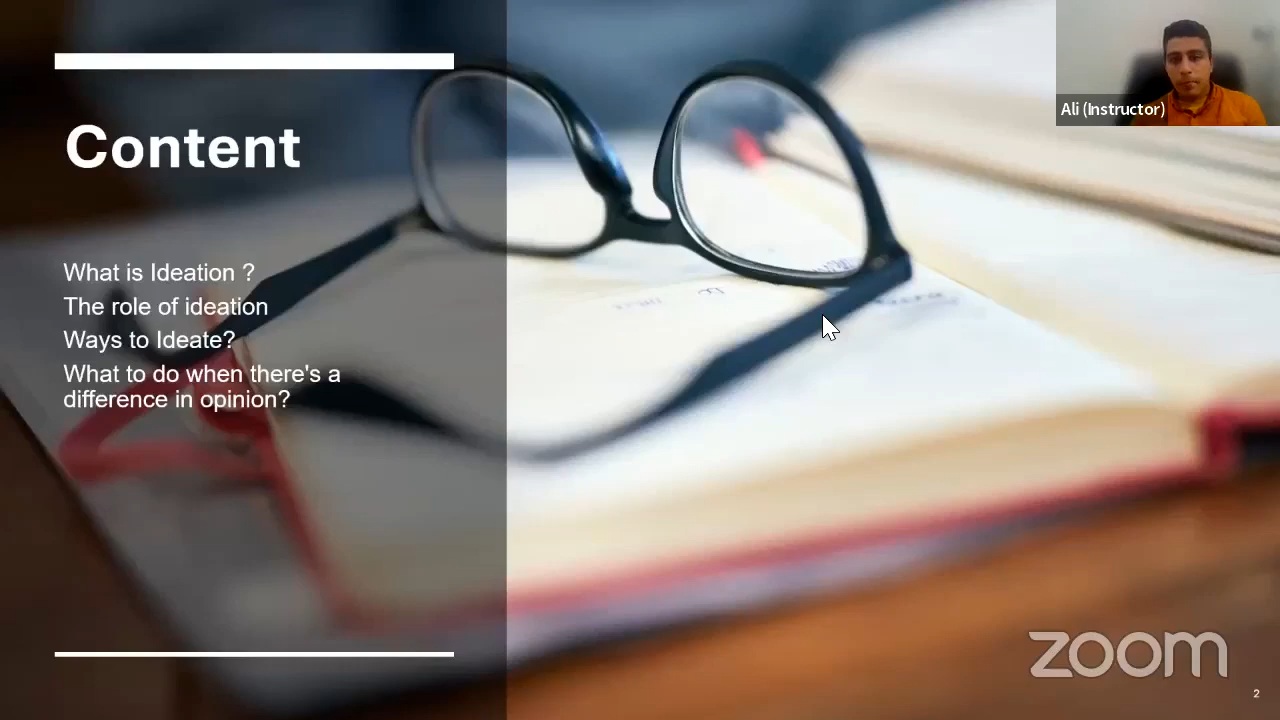 Content
What is Ideation ?
The role of ideation
Ways to Ideate?
What to do when there's a
difference in opinion?
Ali (Instructor)
zoom
2